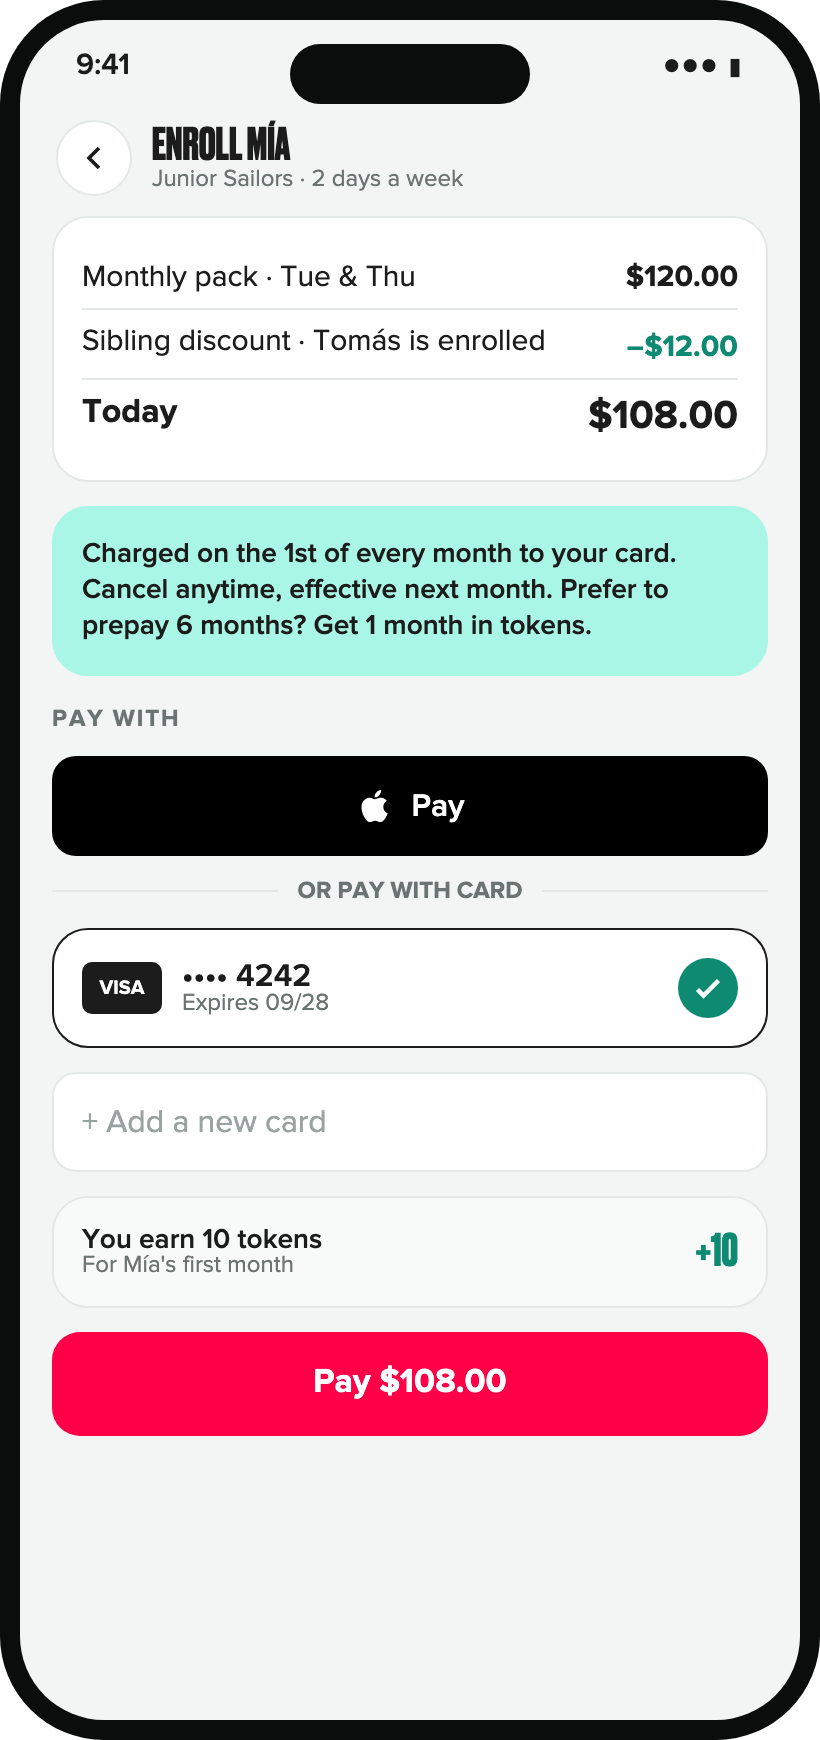 9:41
ENROLL MÍA
Junior Sailors · 2 days a week
Monthly pack · Tue & Thu $120.00
Sibling discount · Tomás is enrolled –$12.00
Today $108.00
Charged on the 1st of every month to your card.
Cancel anytime, effective next month. Prefer to
prepay 6 months? Get 1 month in tokens.
PAY WITH
Pay
OR PAY WITH CARD
VISA •••• 4242
Expires 09/28
+ Add a new card
You earn 10 tokens
For Mía's first month
+10
Pay $108.00